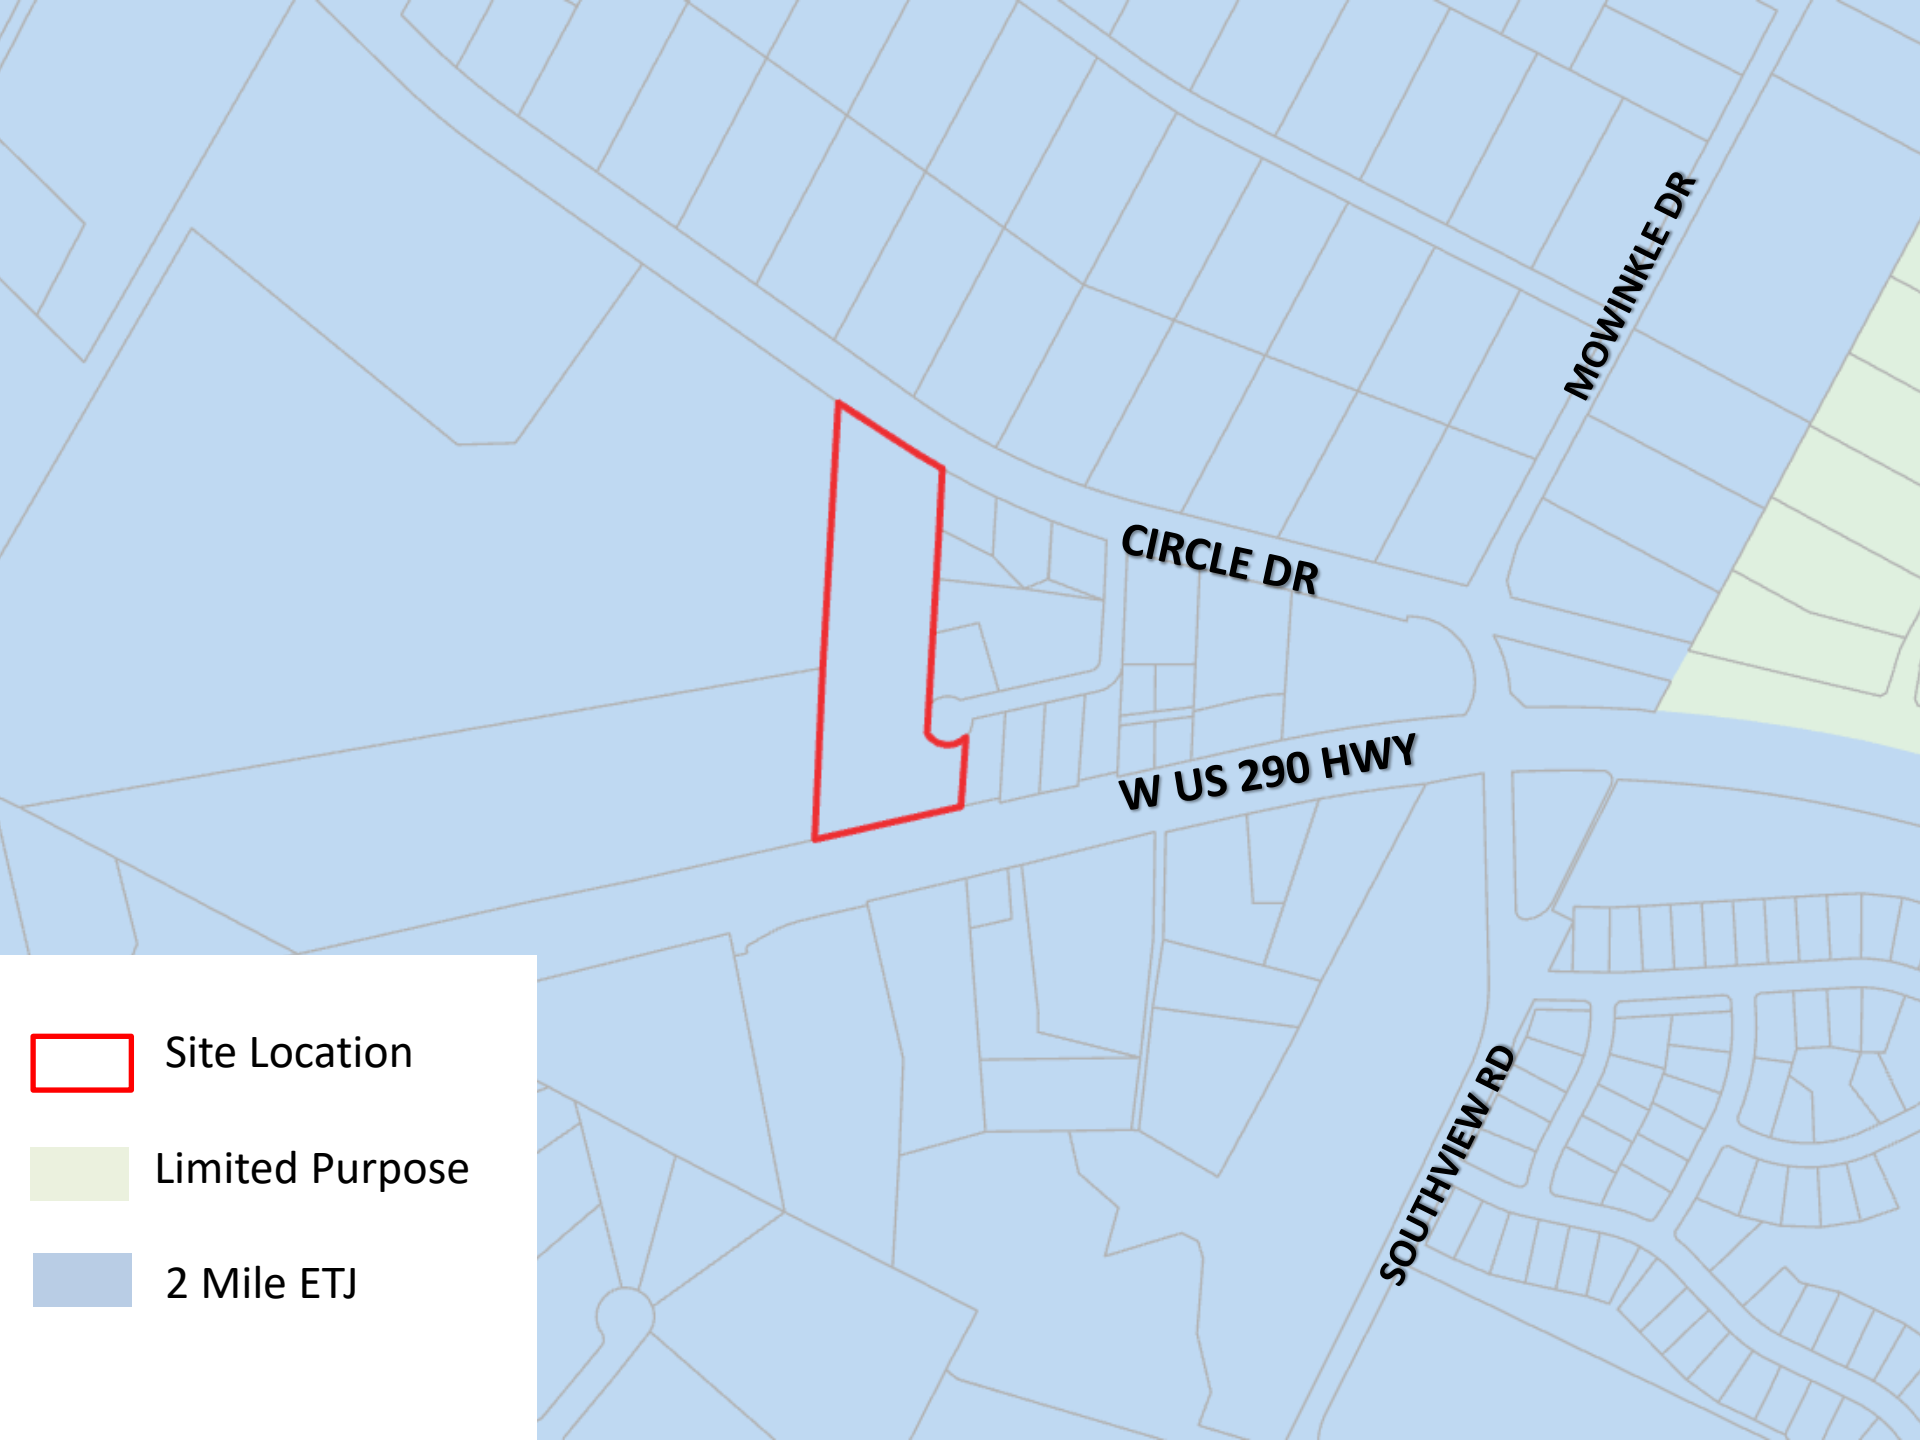 MOWINKLE DR
CIRCLE DR
W US 290 HWY
SOUTHVIEW RD
Site Location
Limited Purpose
2 Mile ETJ